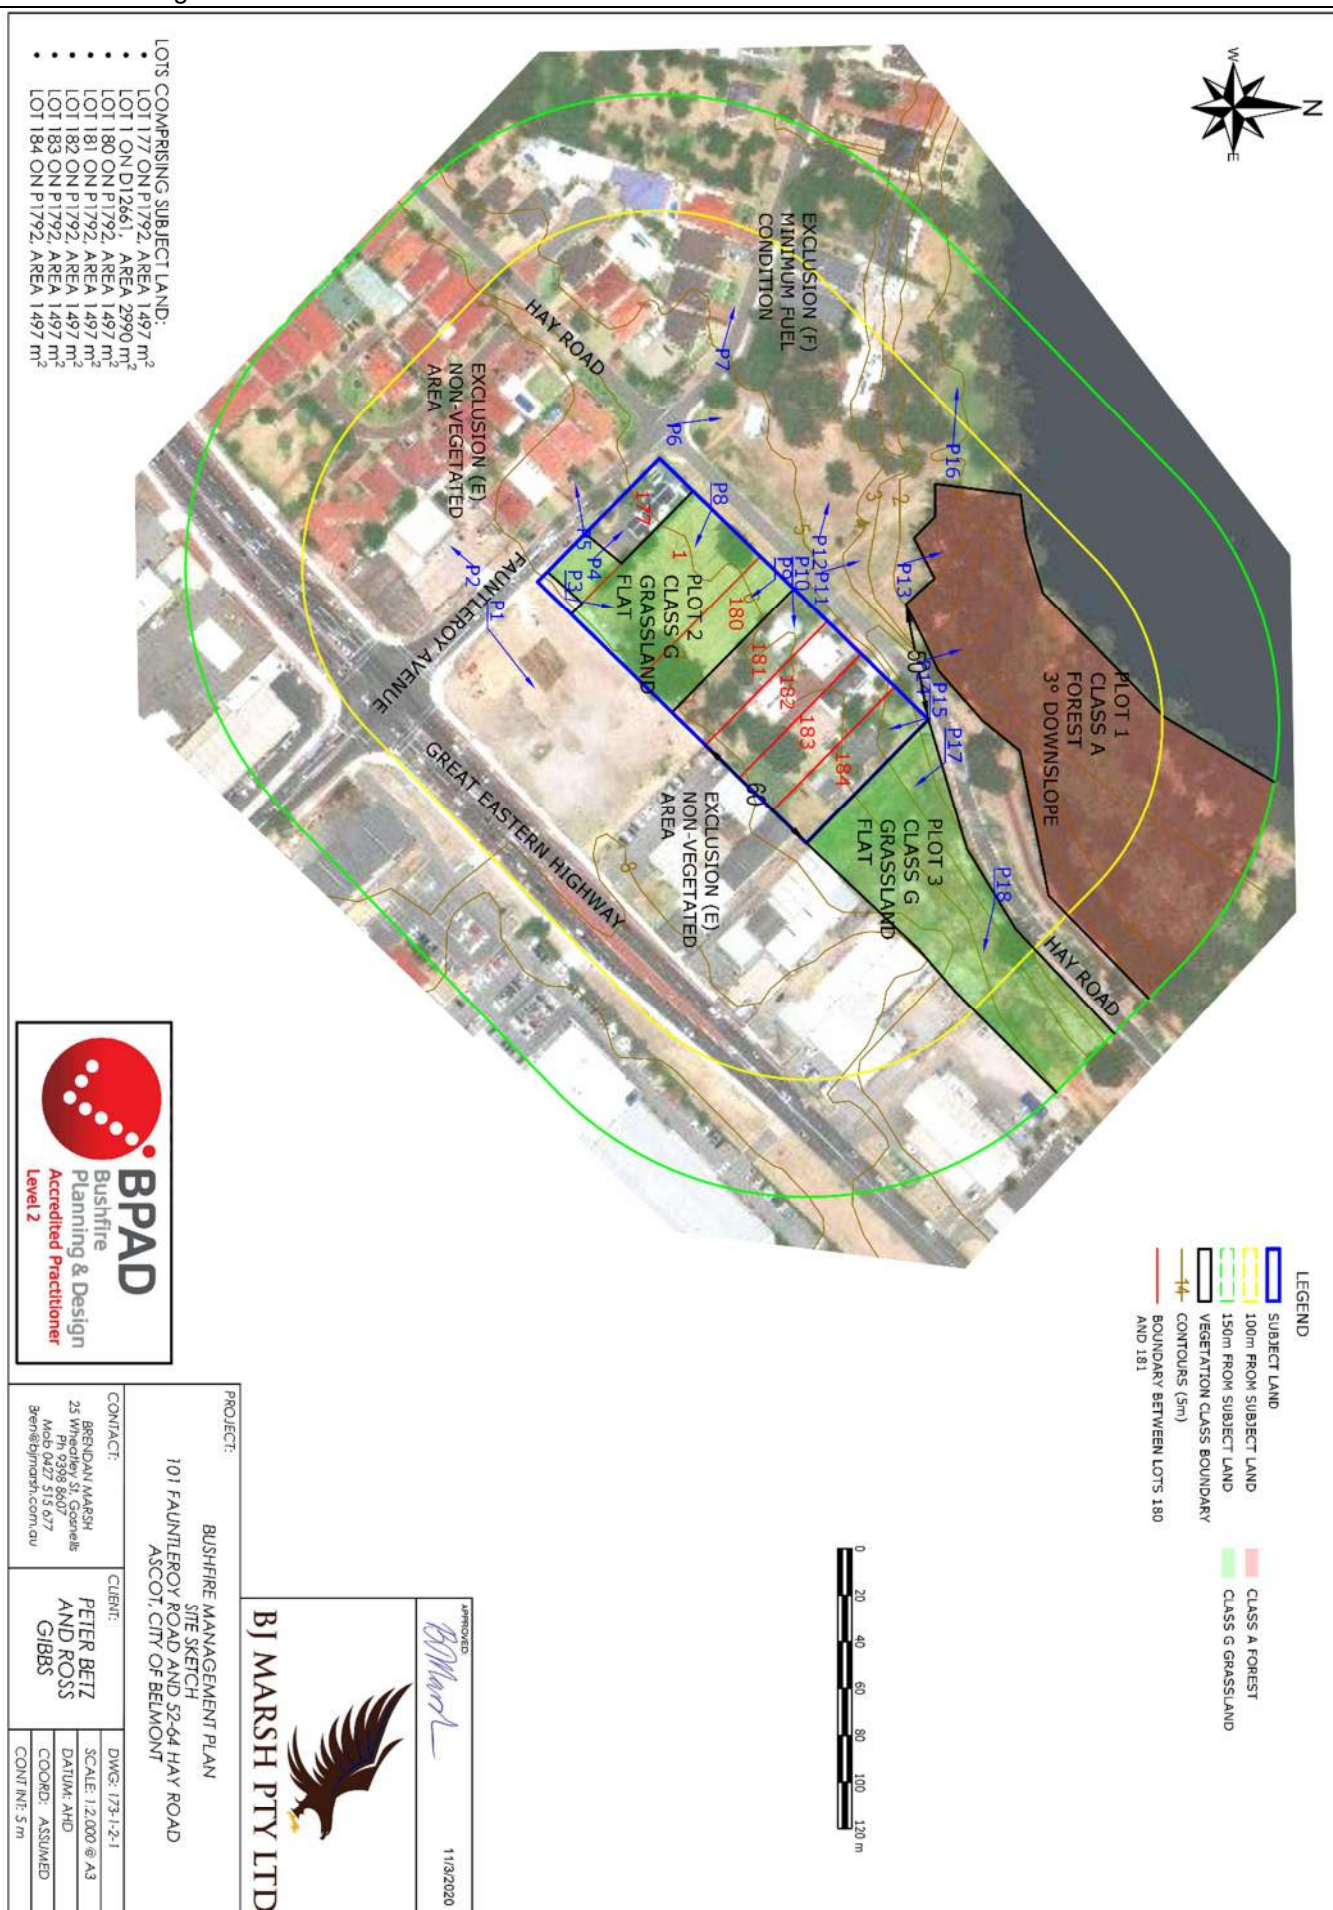 N
W
E
LEGEND
SUBJECT LAND
100m FROM SUBJECT LAND
150m FROM SUBJECT LAND
VEGETATION CLASS BOUNDARY
14
CONTOURS (5m)
BOUNDARY BETWEEN LOTS 180
AND 181
CLASS A FOREST
CLASS G GRASSLAND
PLOT 1
CLASS A
FOREST
3° DOWNSLOPE
EXCLUSION (F)
MINIMUM FUEL
CONDITION
P16
P13
2
3
4
5
P12
P11
P10
P9
50
P14
P15
P17
P18
HAY ROAD
PLOT 3
CLASS G
GRASSLAND
FLAT
P7
P6
P8
HAY ROAD
177
1
180
181
182
183
184
PLOT 2
CLASS G
GRASSLAND
FLAT
60
P5
P4
P3
P2
P1
EXCLUSION (E)
NON-VEGETATED
AREA
EXCLUSION (E)
NON-VEGETATED
AREA
8
FAUNTLEROY AVENUE
GREAT EASTERN HIGHWAY
LOTS COMPRISING SUBJECT LAND:
• LOT 177 ON P1792, AREA 1497 m²
• LOT 1 ON D12661, AREA 2990 m²
• LOT 180 ON P1792, AREA 1497 m²
• LOT 181 ON P1792, AREA 1497 m²
• LOT 182 ON P1792, AREA 1497 m²
• LOT 183 ON P1792, AREA 1497 m²
• LOT 184 ON P1792, AREA 1497 m²
0 20 40 60 80 100 120 m
BPAD
Bushfire
Planning & Design
Accredited Practitioner
Level 2
APPROVED:
11/3/2020
BJ MARSH PTY LTD
PROJECT:
BUSHFIRE MANAGEMENT PLAN
SITE SKETCH
101 FAUNTLEROY ROAD AND 52-64 HAY ROAD
ASCOT, CITY OF BELMONT
CONTACT:
BRENDAN MARSH
25 Wheatley St, Gosnells
Ph 9398 8607
Mob 0427 515 677
Bren@bjmarsh.com.au
CLIENT:
PETER BETZ
AND ROSS
GIBBS
DWG: 173-1-2-1
SCALE: 1:2,000 @ A3
DATUM: AHD
COORD: ASSUMED
CONT INT: 5 m